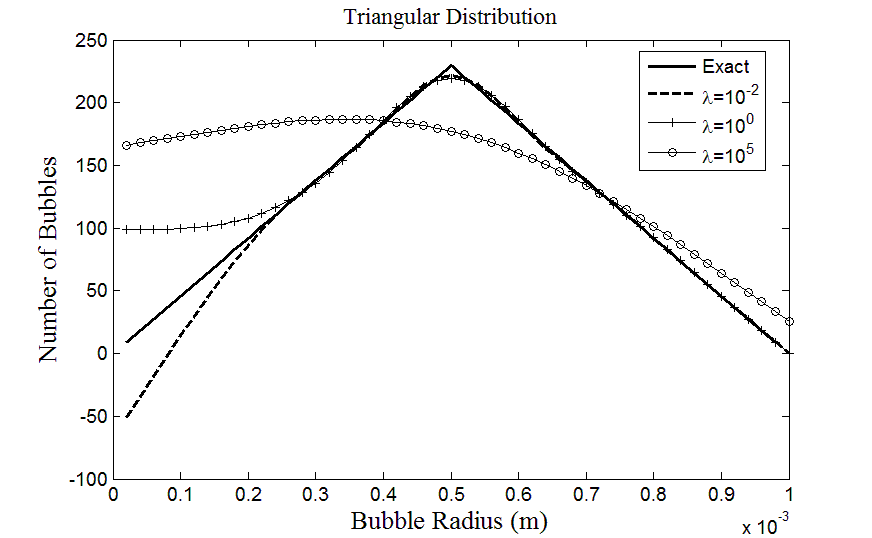 Triangular Distribution
250
200
150
100
50
0
-50
-100
Number of Bubbles
Exact
λ=10⁻²
λ=10⁰
λ=10⁵
0 0.1 0.2 0.3 0.4 0.5 0.6 0.7 0.8 0.9 1
Bubble Radius (m)
x 10⁻³